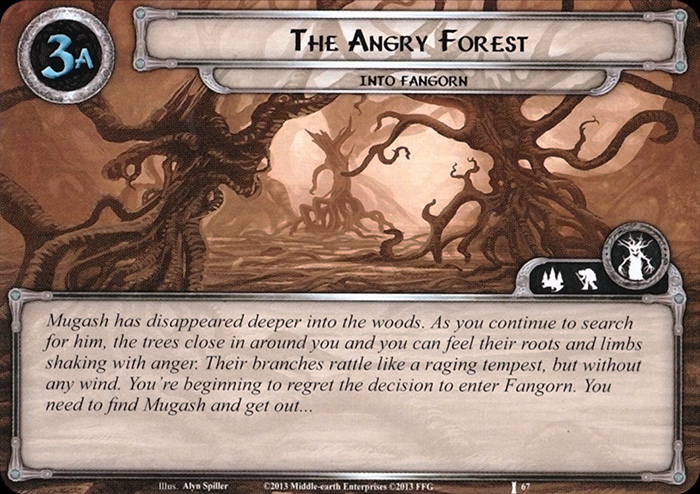 3A
THE ANGRY FOREST
INTO FANGORN
Mugash has disappeared deeper into the woods. As you continue to search
for him, the trees close in around you and you can feel their roots and limbs
shaking with anger. Their branches rattle like a raging tempest, but without
any wind. You're beginning to regret the decision to enter Fangorn. You
need to find Mugash and get out...
Illus. Alyn Spiller ©2013 Middle-earth Enterprises ©2013 FFG 67